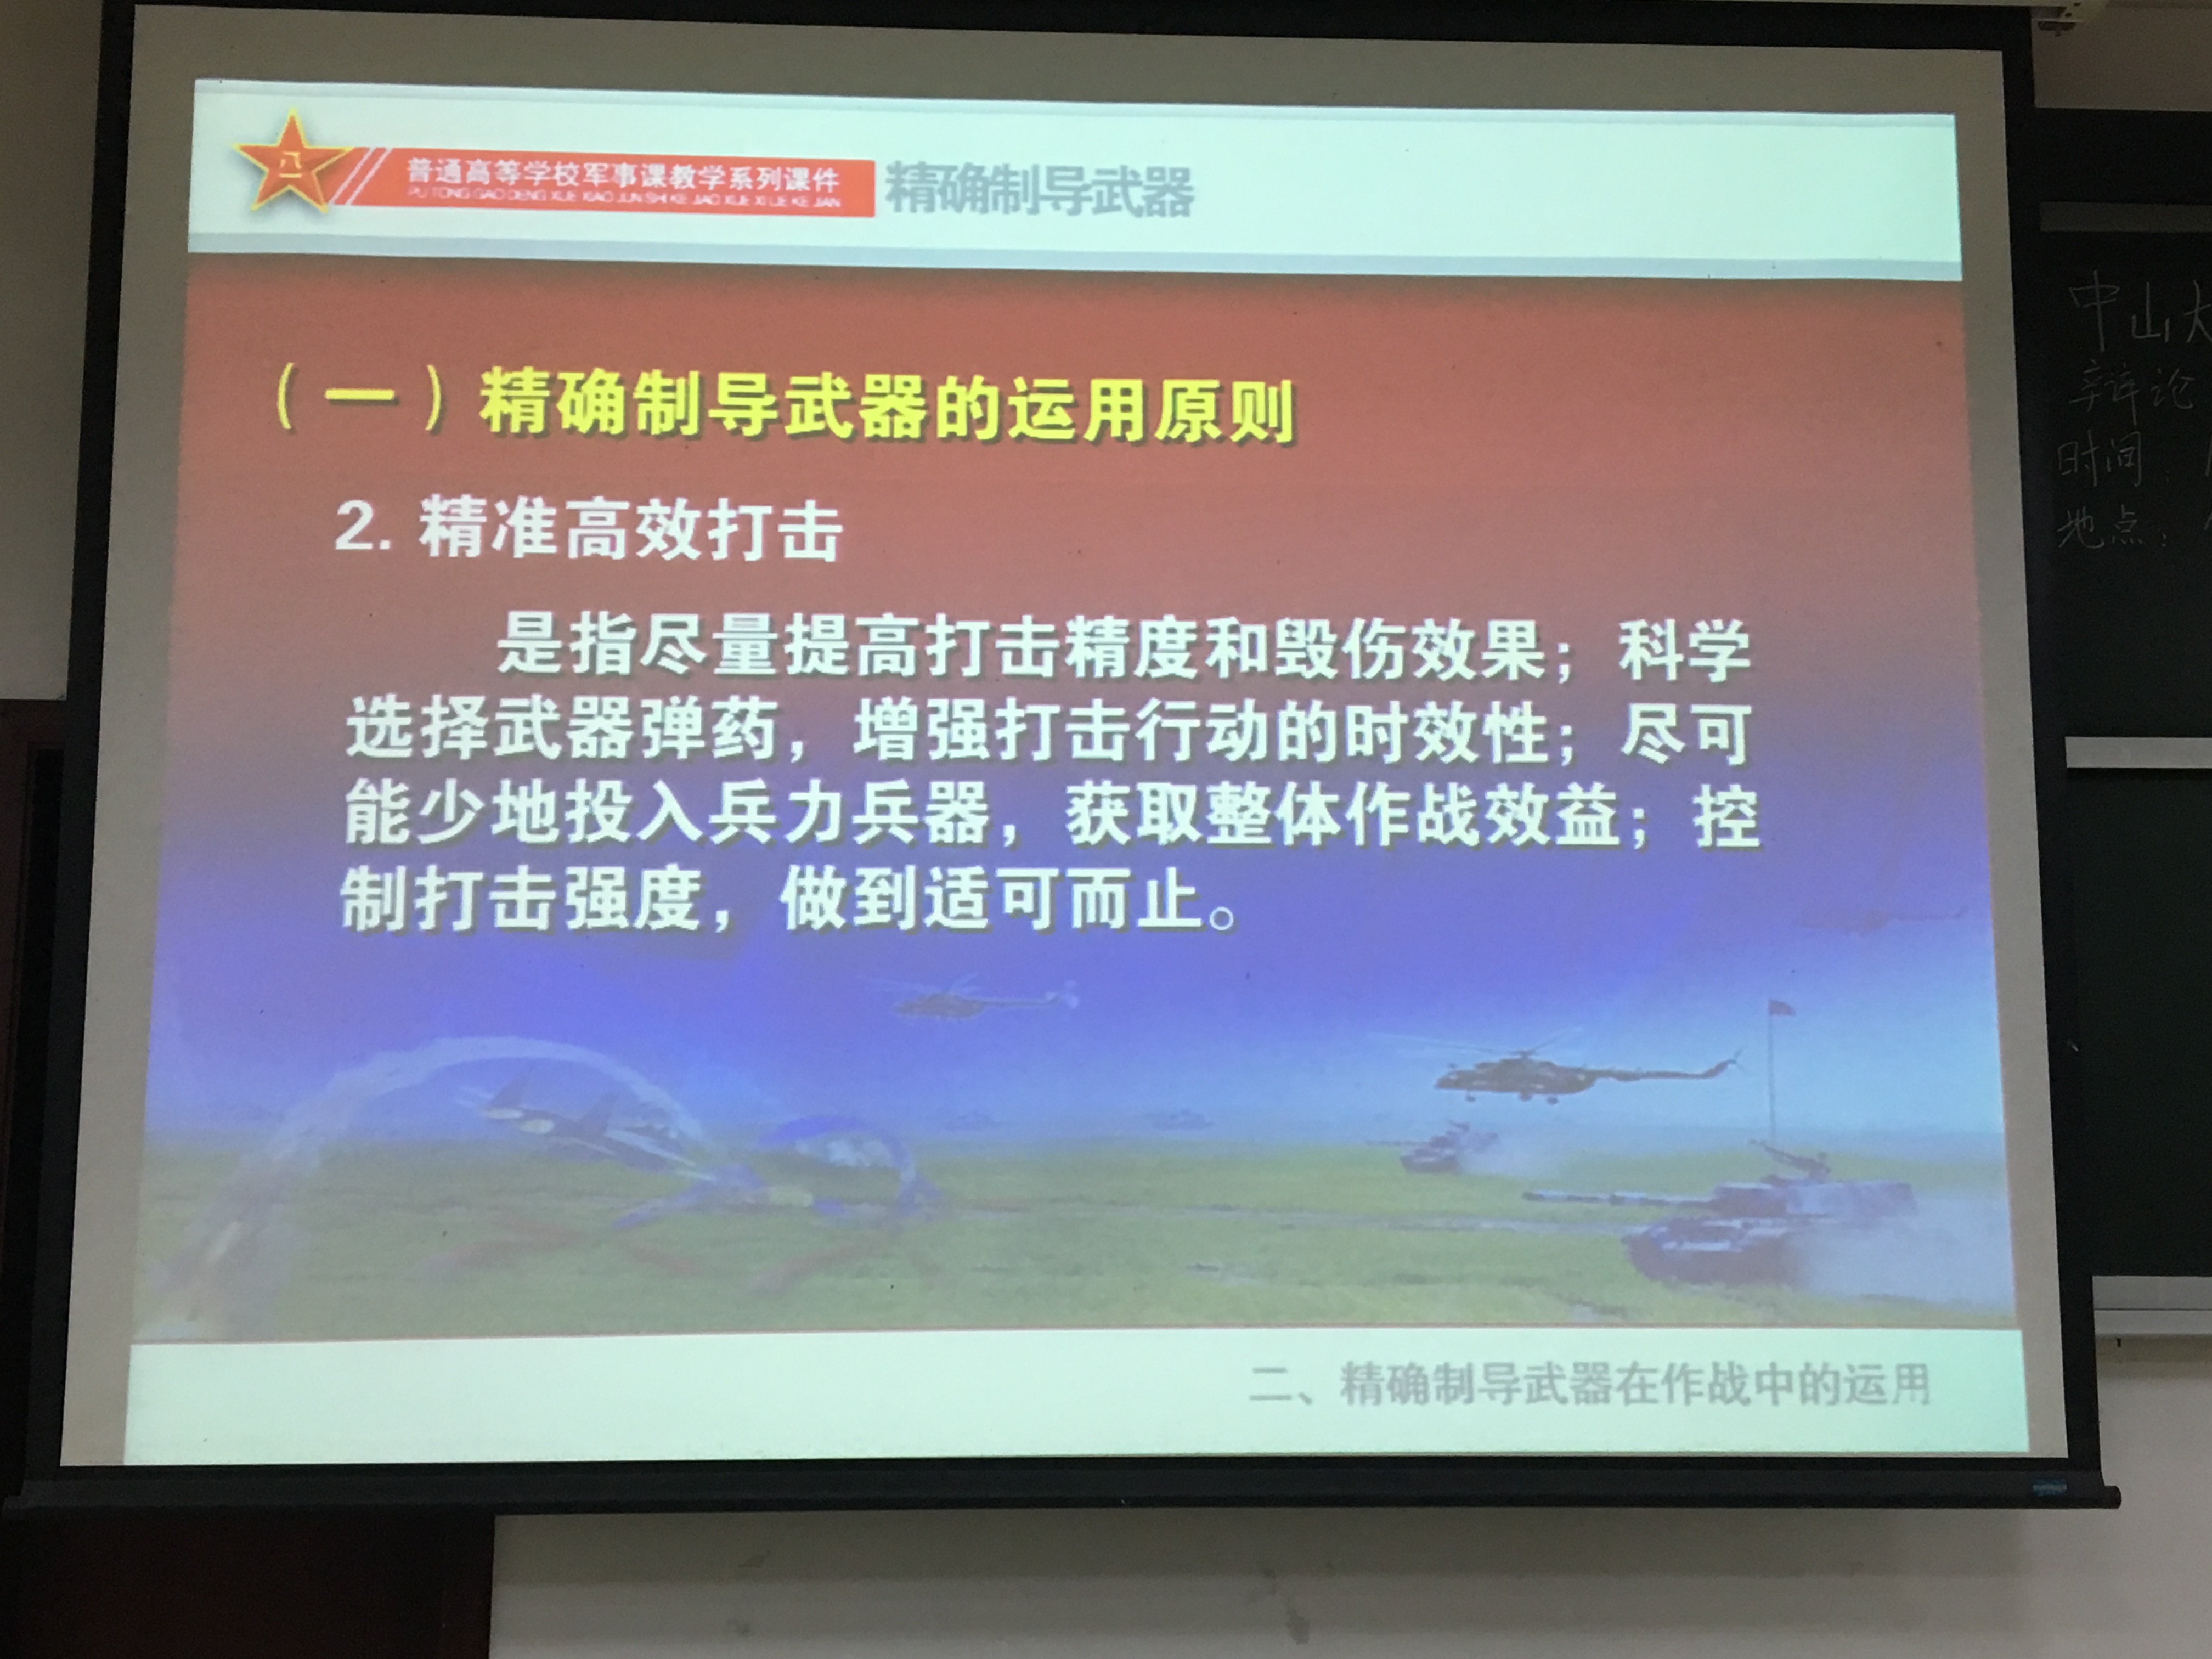 普通高等学校军事课教学系列课件
PU TONG GAO DENG XUE XIAO JUN SHI KE JIAO XUE XI LIE KE JIAN
精确制导武器
（一）精确制导武器的运用原则
2. 精准高效打击
是指尽量提高打击精度和毁伤效果；科学
选择武器弹药，增强打击行动的时效性；尽可
能少地投入兵力兵器，获取整体作战效益；控
制打击强度，做到适可而止。
二、精确制导武器在作战中的运用
中山大
辩论
时间：
地点：